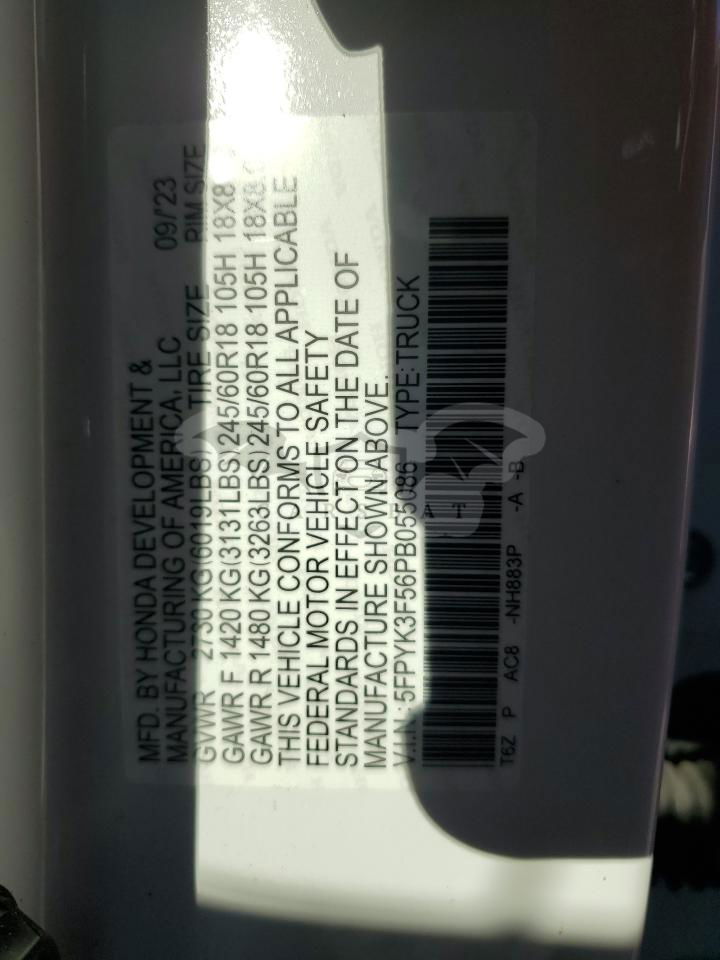 MFD. BY HONDA DEVELOPMENT &
MANUFACTURING OF AMERICA, LLC 09/'23
GVWR 2730 KG(6019LBS) TIRE SIZE RIM SIZE
GAWR F 1420 KG(3131LBS)245/60R18 105H 18X8
GAWR R 1480 KG(3263LBS)245/60R18 105H 18X8
THIS VEHICLE CONFORMS TO ALL APPLICABLE
FEDERAL MOTOR VEHICLE SAFETY
STANDARDS IN EFFECT ON THE DATE OF
MANUFACTURE SHOWN ABOVE.
V.I.N.: 5FPYK3F56PB055086 TYPE:TRUCK
T6Z P AC8 -NH883P -A -B